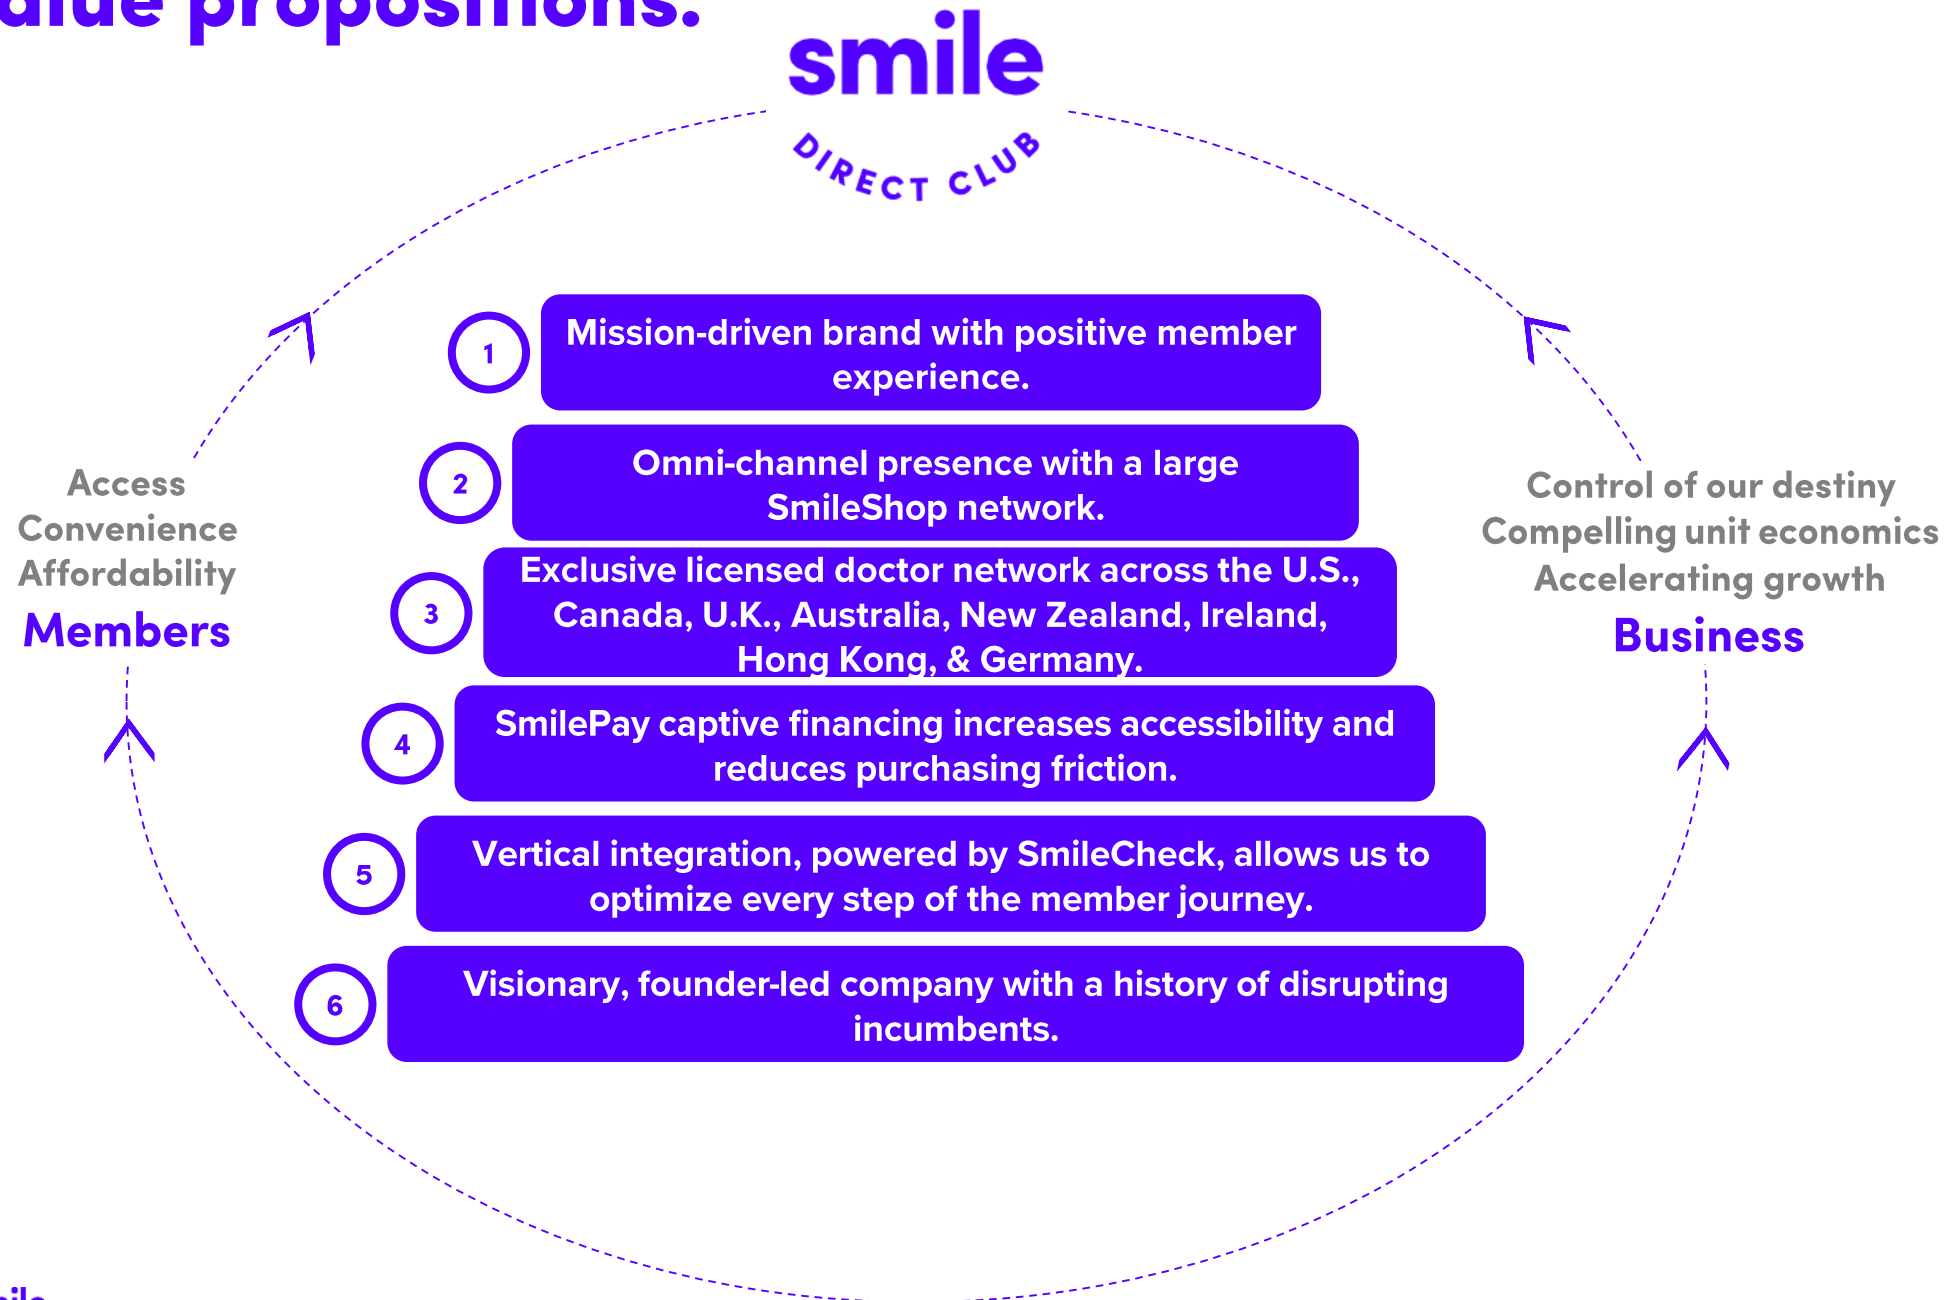 propositions.
smile
DIRECT CLUB
1
Mission-driven brand with positive member
experience.
2
Omni-channel presence with a large
SmileShop network.
3
Exclusive licensed doctor network across the U.S.,
Canada, U.K., Australia, New Zealand, Ireland,
Hong Kong, & Germany.
4
SmilePay captive financing increases accessibility and
reduces purchasing friction.
5
Vertical integration, powered by SmileCheck, allows us to
optimize every step of the member journey.
6
Visionary, founder-led company with a history of disrupting
incumbents.
Access
Convenience
Affordability
Members
Control of our destiny
Compelling unit economics
Accelerating growth
Business